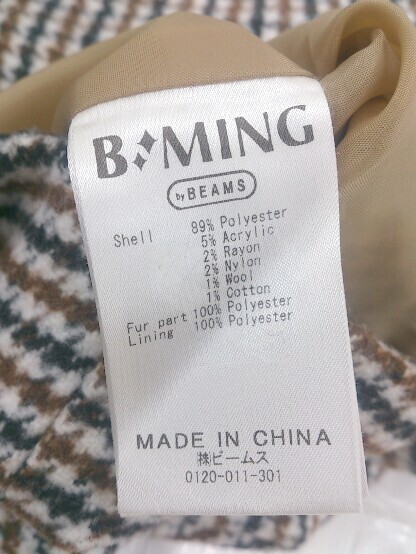 B:MING
by BEAMS
Shell 89% Polyester
5% Acrylic
2% Rayon
2% Nylon
1% Wool
1% Cotton
Fur part 100% Polyester
Lining 100% Polyester
MADE IN CHINA
㈱ビームス
0120-011-301